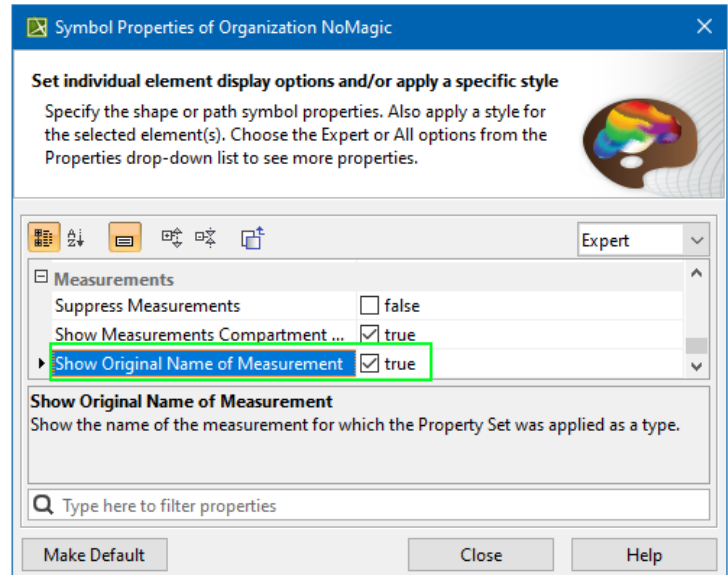 Symbol Properties of Organization NoMagic
Set individual element display options and/or apply a specific style
Specify the shape or path symbol properties. Also apply a style for
the selected element(s). Choose the Expert or All options from the
Properties drop-down list to see more properties.
Expert
Measurements
Suppress Measurements false
Show Measurements Compartment ... true
Show Original Name of Measurement true
Show Original Name of Measurement
Show the name of the measurement for which the Property Set was applied as a type.
Type here to filter properties
Make Default Close Help